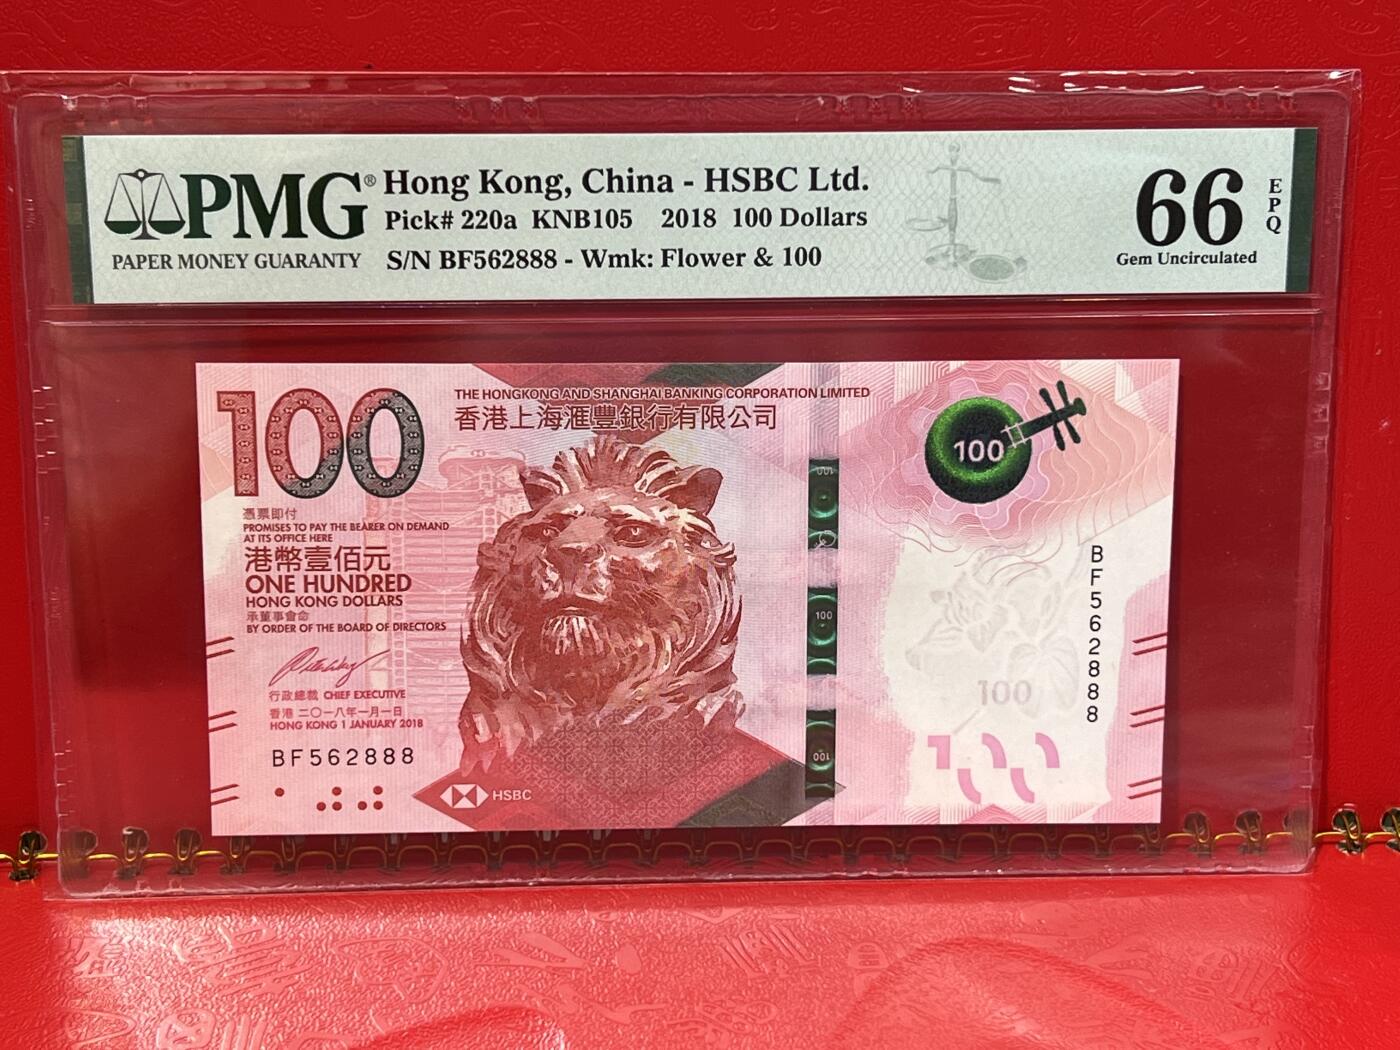 PMG® Hong Kong, China - HSBC Ltd.
Pick# 220a KNB105 2018 100 Dollars
PAPER MONEY GUARANTY
S/N BF562888 - Wmk: Flower & 100
66 EPQ
Gem Uncirculated
100
THE HONGKONG AND SHANGHAI BANKING CORPORATION LIMITED
香港上海滙豐銀行有限公司
憑票即付
PROMISES TO PAY THE BEARER ON DEMAND
AT ITS OFFICE HERE
港幣壹佰元
ONE HUNDRED
HONG KONG DOLLARS
承董事會命
BY ORDER OF THE BOARD OF DIRECTORS
行政總裁 CHIEF EXECUTIVE
香港 二〇一八年一月一日
HONG KONG 1 JANUARY 2018
BF562888
HSBC
100
100
100
100
BF562888
100
100